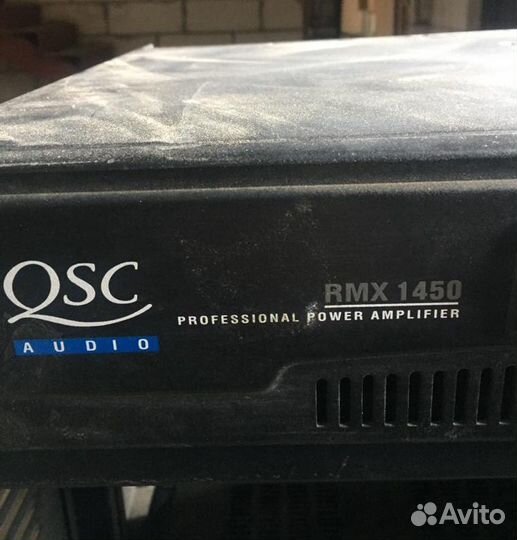 QSC
AUDIO
RMX 1450
PROFESSIONAL POWER AMPLIFIER
Avito